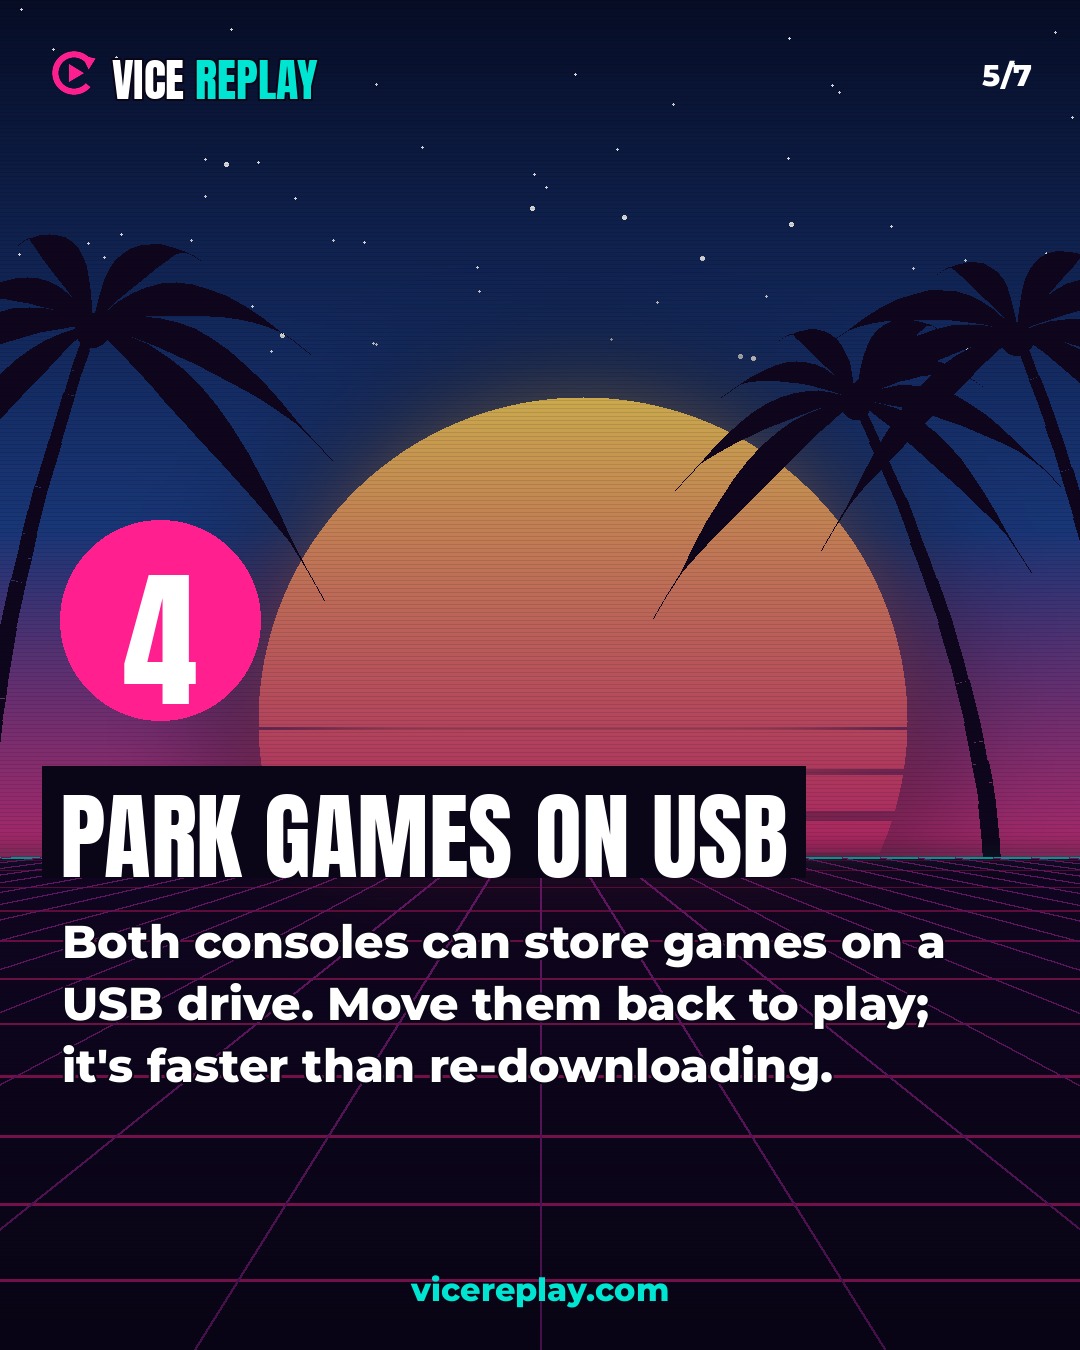 VICE REPLAY
5/7
4
PARK GAMES ON USB
Both consoles can store games on a
USB drive. Move them back to play;
it's faster than re-downloading.
vicereplay.com